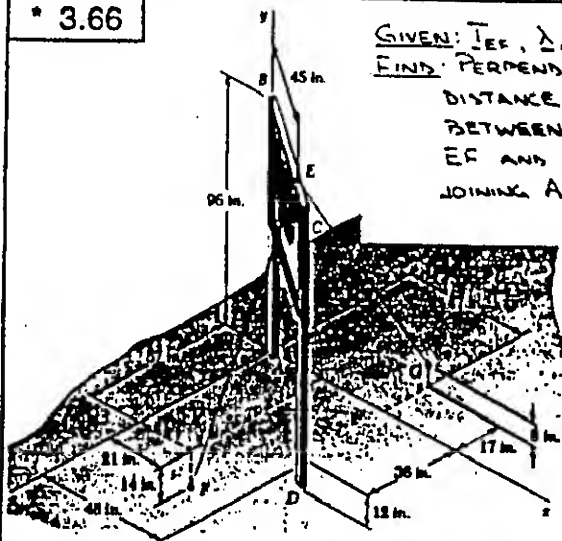 * 3.66
GIVEN: T_EF, λ
FIND: PERPEND
DISTANCE
BETWEEN
EF AND
JOINING A
y
45 in.
B
E
96 in.
C
G
8 in.
17 in.
36 in.
21 in.
14 in.
F
48 in.
D
12 in.